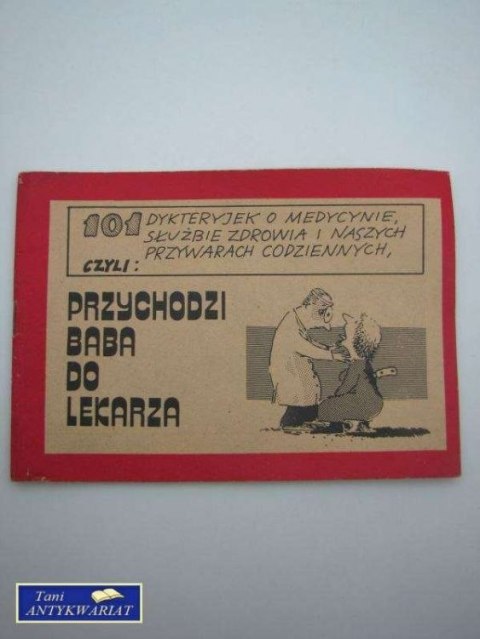 101 DYKTERYJEK O MEDYCYNIE,
SŁUŻBIE ZDROWIA I NASZYCH
PRZYWARACH CODZIENNYCH,
CZYLI:
PRZYCHODZI
BABA
DO
LEKARZA
Tani
ANTYKWARIAT